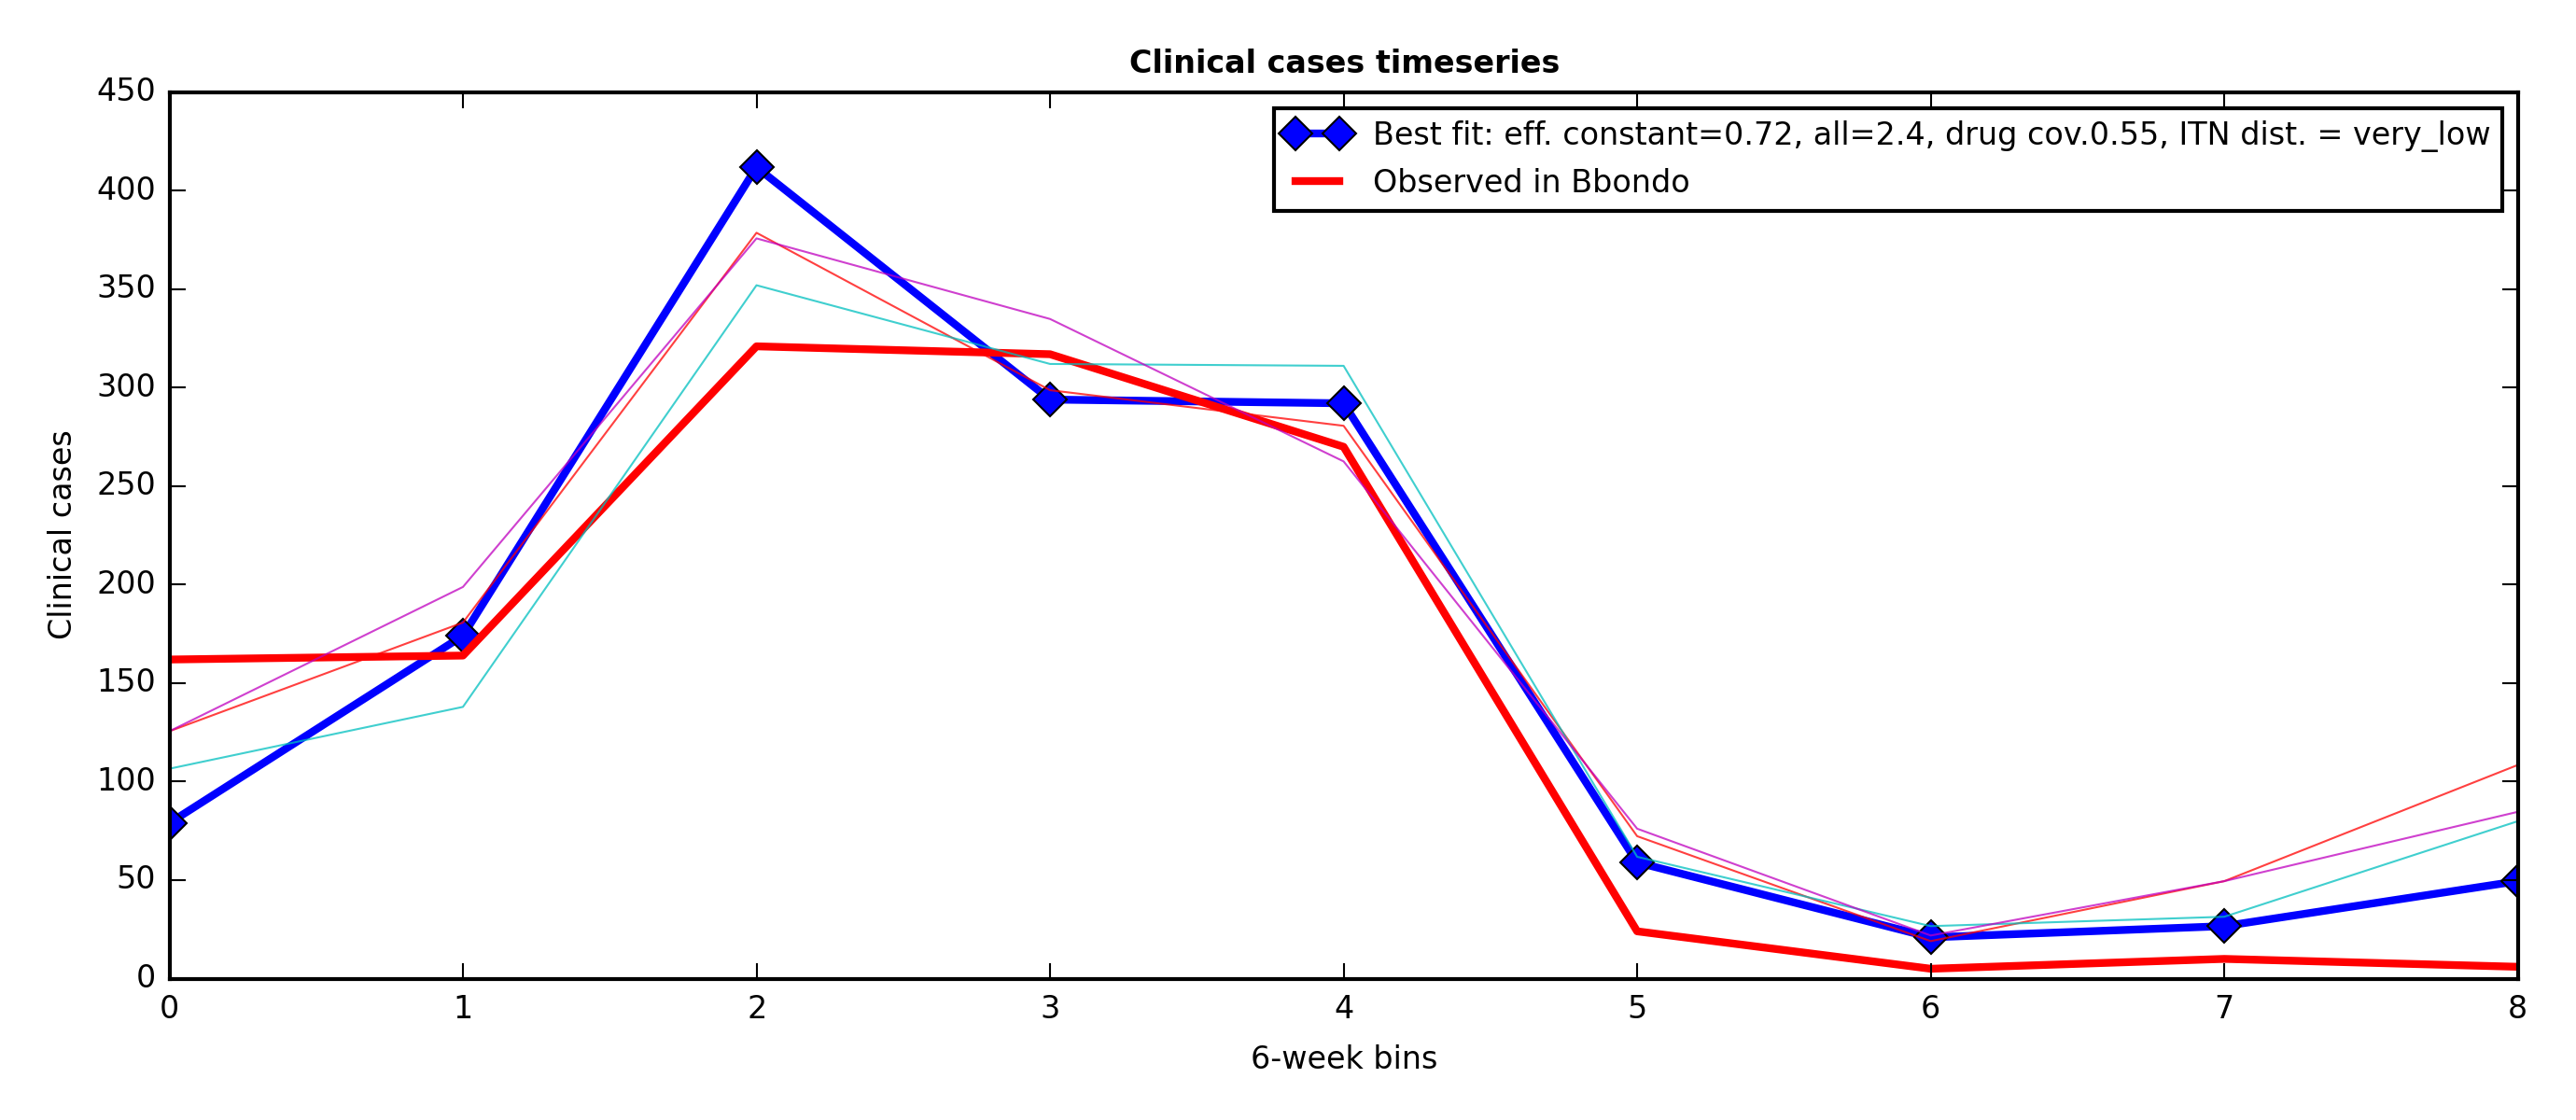 Clinical cases timeseries
Best fit: eff. constant=0.72, all=2.4, drug cov.0.55, ITN dist. = very_low
Observed in Bbondo
Clinical cases
450
400
350
300
250
200
150
100
50
0
0 1 2 3 4 5 6 7 8
6-week bins